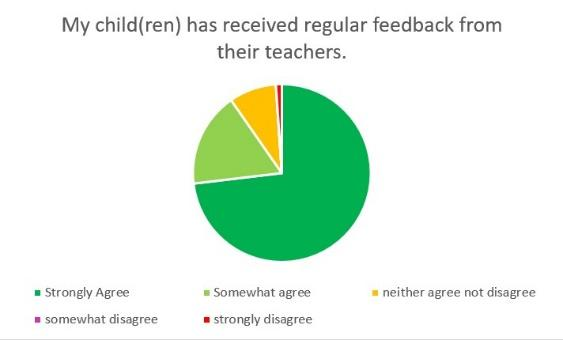 My child(ren) has received regular feedback from
their teachers.
Strongly Agree
Somewhat agree
neither agree not disagree
somewhat disagree
strongly disagree